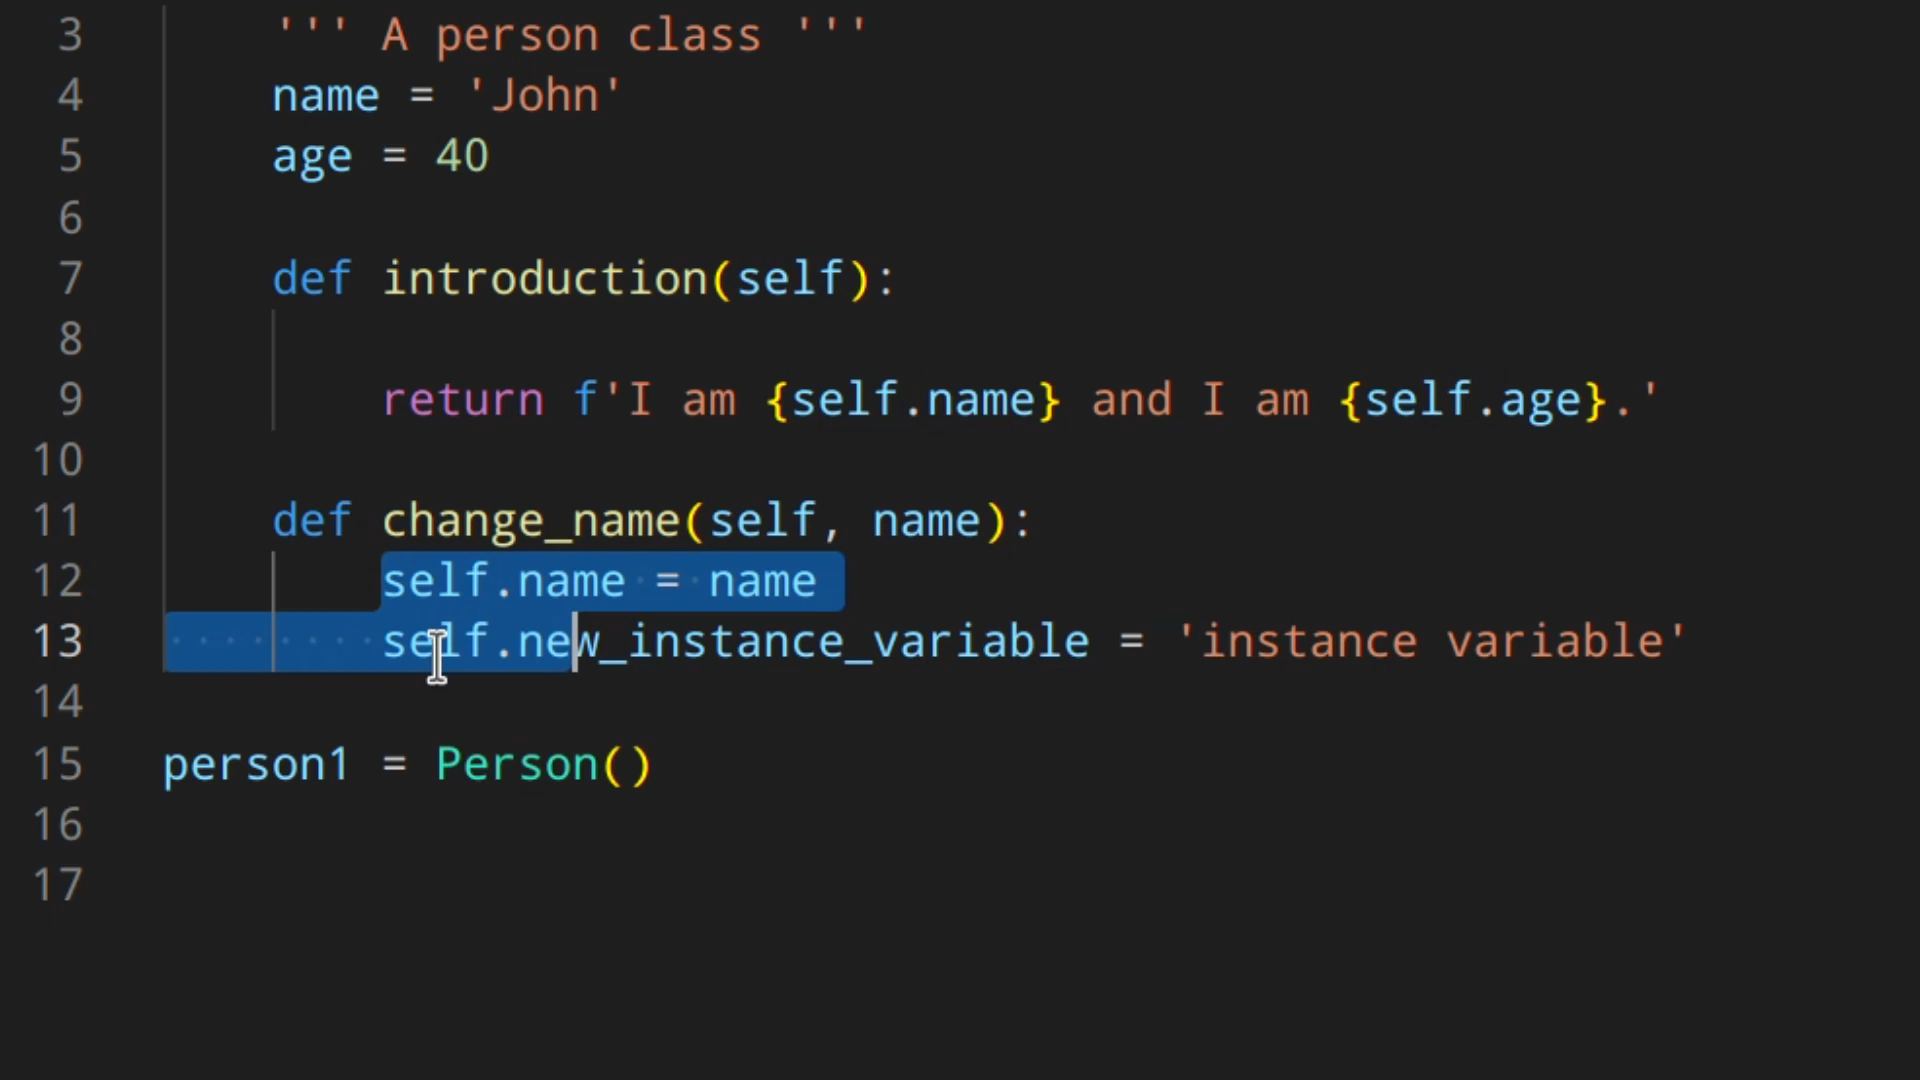 3 ''' A person class '''
4 name = 'John'
5 age = 40
6
7 def introduction(self):
8
9 return f'I am {self.name} and I am {self.age}.'
10
11 def change_name(self, name):
12 self.name = name
13 self.new_instance_variable = 'instance variable'
14
15 person1 = Person()
16
17